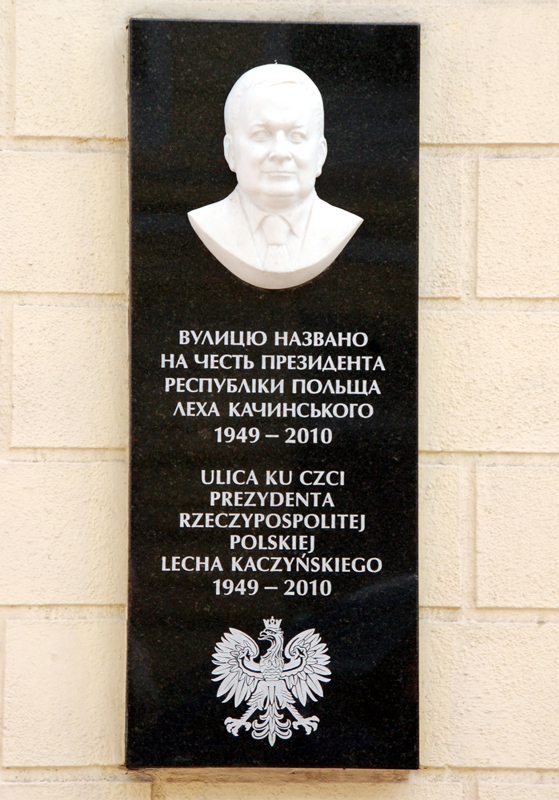 ВУЛИЦЮ НАЗВАНО
НА ЧЕСТЬ ПРЕЗИДЕНТА
РЕСПУБЛІКИ ПОЛЬЩА
ЛЕХА КАЧИНСЬКОГО
1949 – 2010
ULICA KU CZCI
PREZYDENTA
RZECZYPOSPOLITEJ
POLSKIEJ
LECHA KACZYŃSKIEGO
1949 – 2010